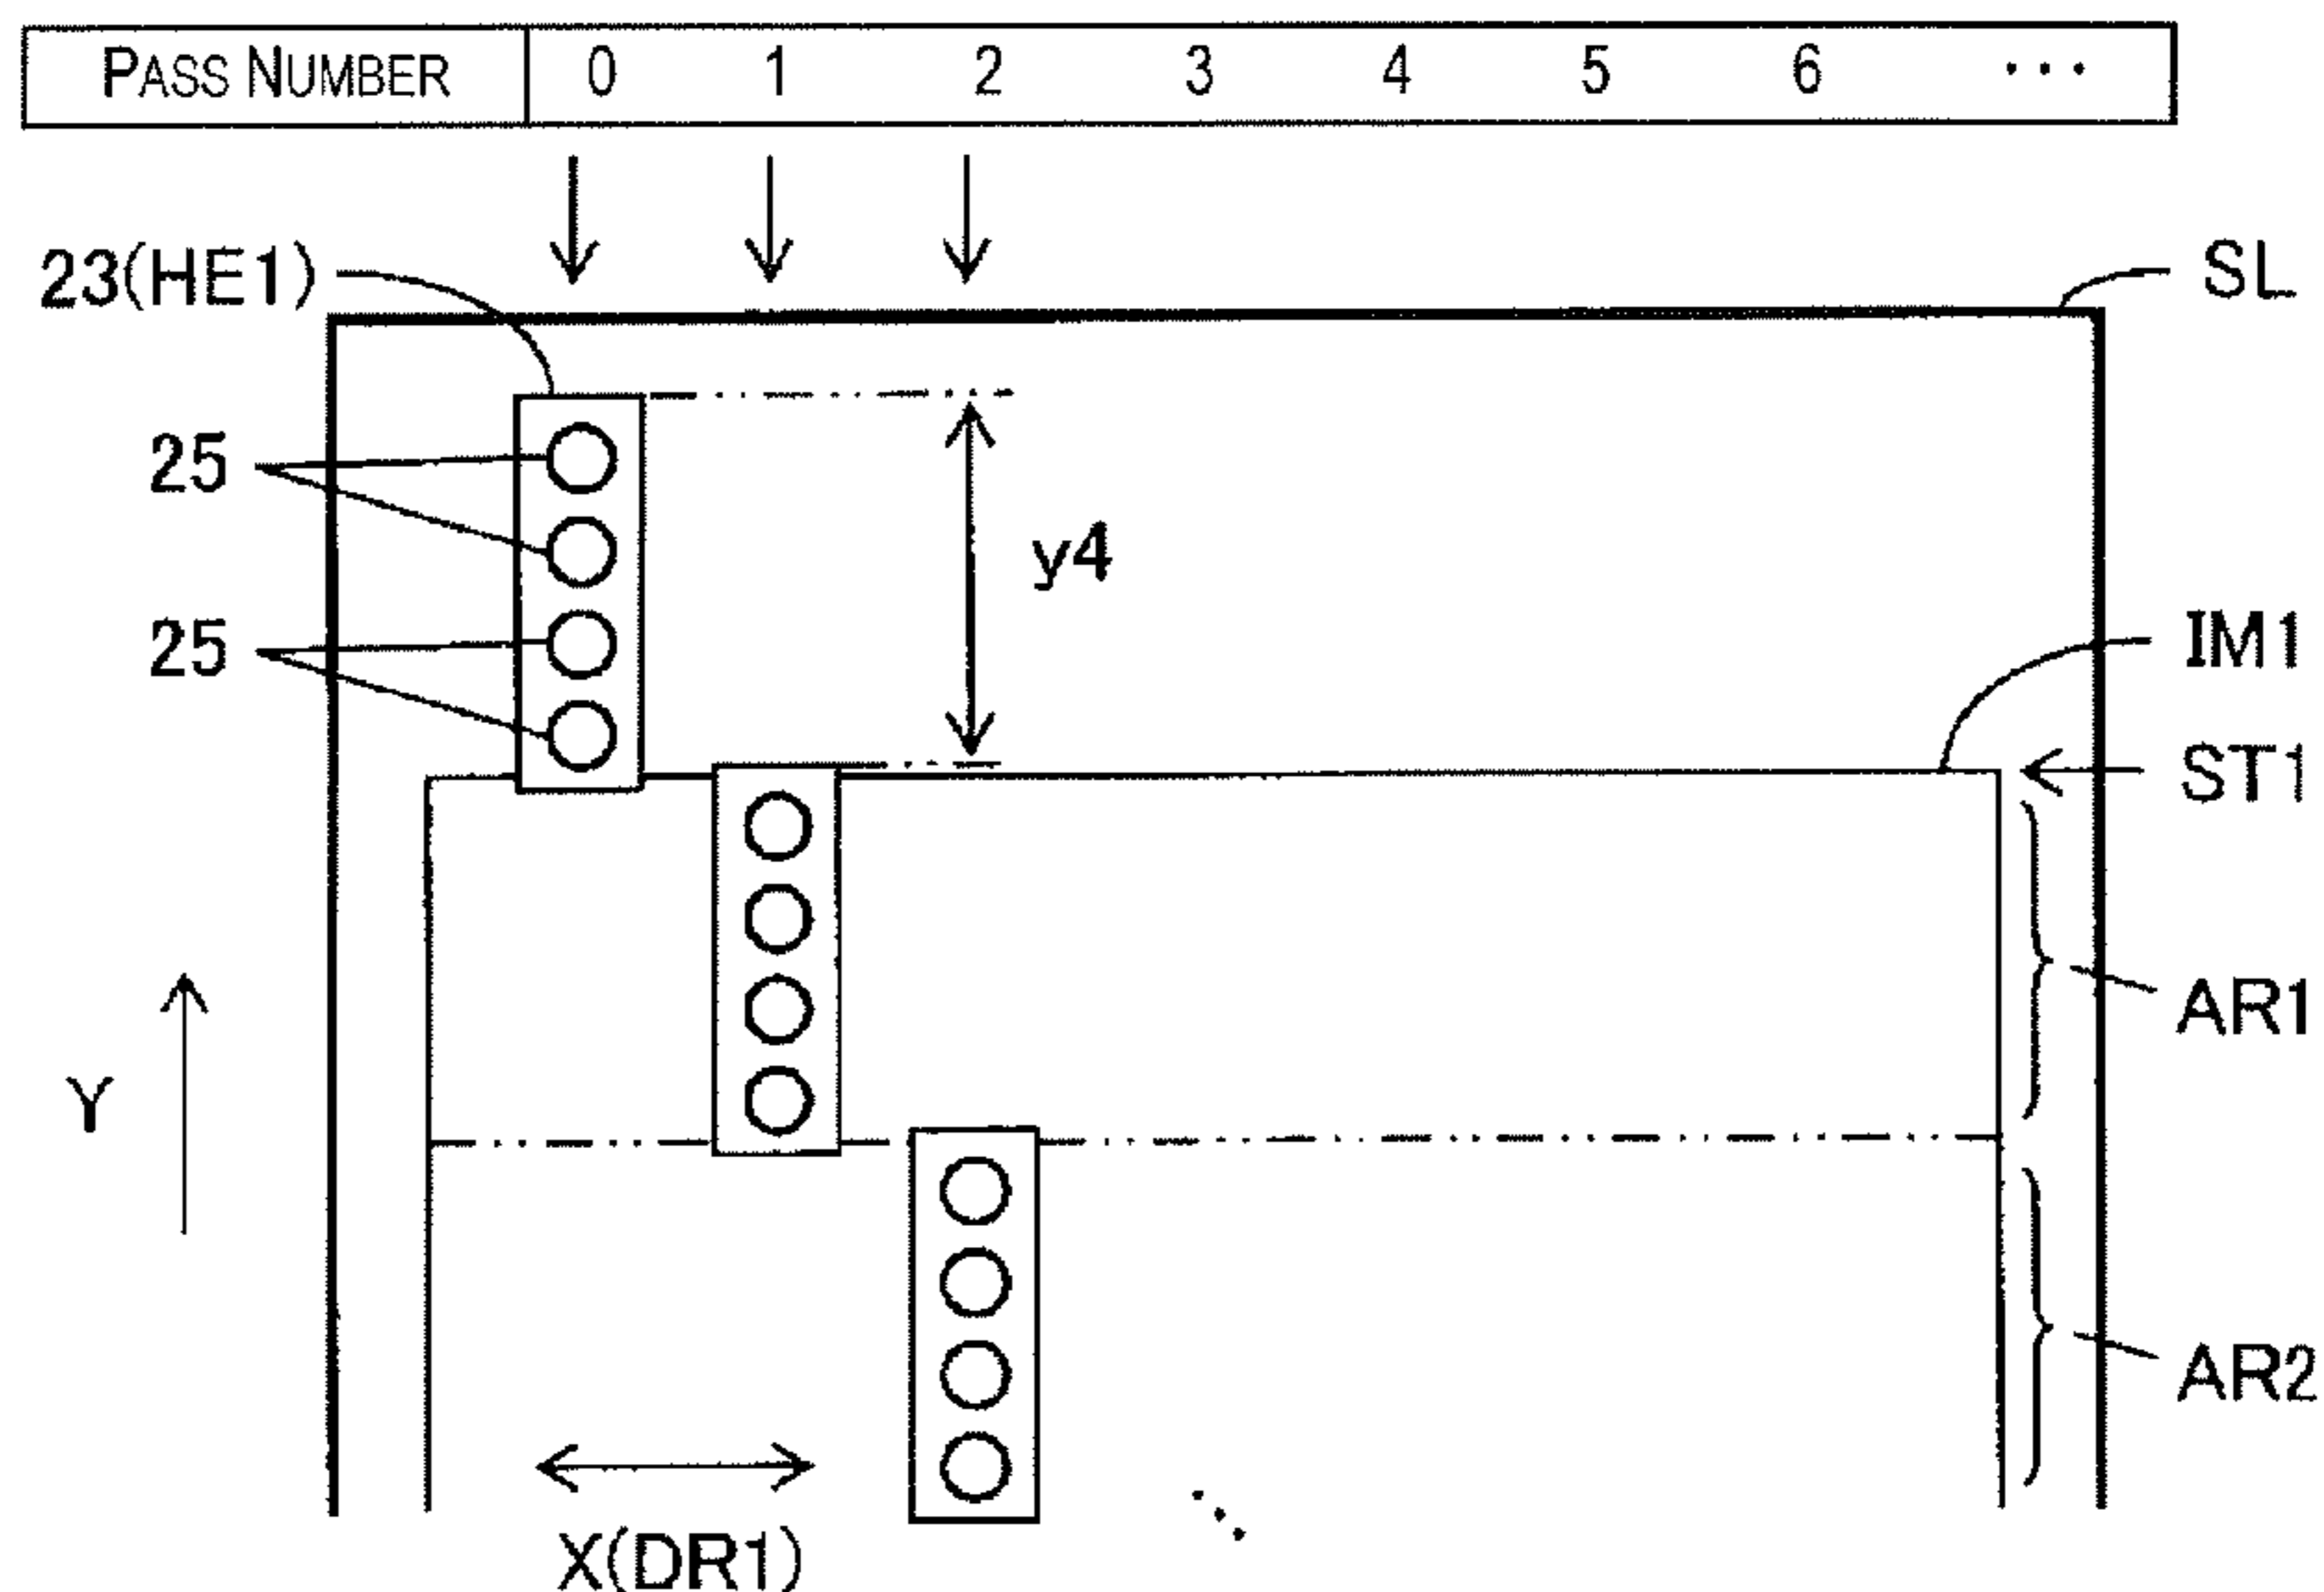 PASS NUMBER 0 1 2 3 4 5 6 ···
23(HE1)
SL
25
y4
25
IM1
ST1
AR1
Y
AR2
X(DR1)